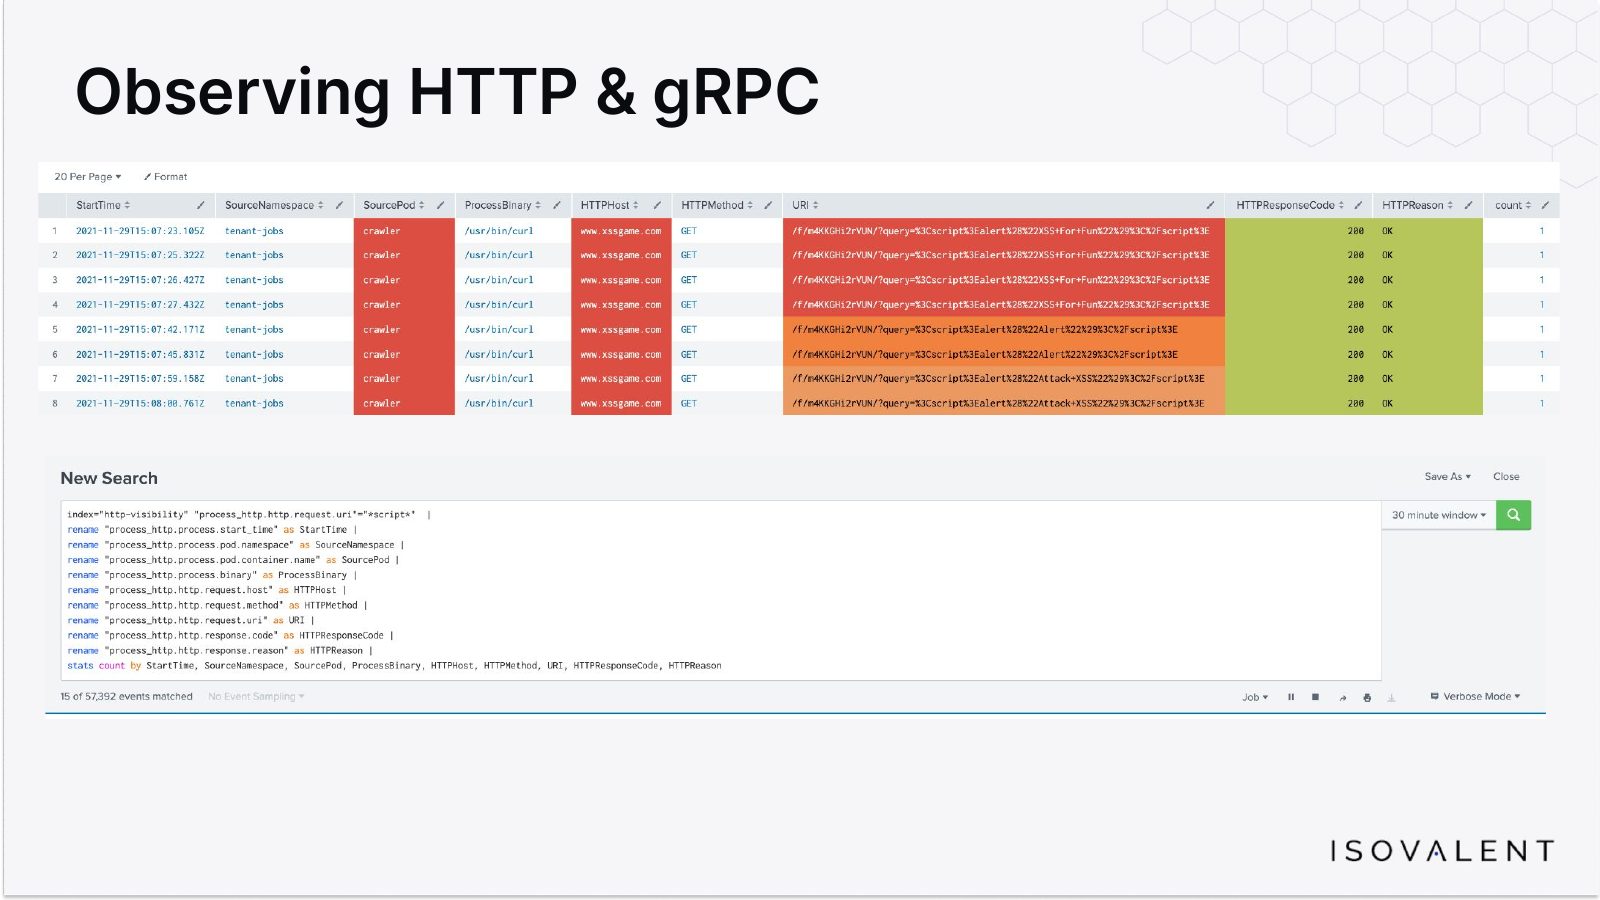 Observing HTTP & gRPC
20 Per Page Format
StartTime SourceNamespace SourcePod ProcessBinary HTTPHost HTTPMethod URI HTTPResponseCode HTTPReason count
1 2021-11-29T15:07:23.105Z tenant-jobs crawler /usr/bin/curl www.xssgame.com GET /f/m4KKGHi2rVUN/?query=%3Cscript%3Ealert%28%22XSS+For+Fun%22%29%3C%2Fscript%3E 200 OK 1
2 2021-11-29T15:07:25.322Z tenant-jobs crawler /usr/bin/curl www.xssgame.com GET /f/m4KKGHi2rVUN/?query=%3Cscript%3Ealert%28%22XSS+For+Fun%22%29%3C%2Fscript%3E 200 OK 1
3 2021-11-29T15:07:26.427Z tenant-jobs crawler /usr/bin/curl www.xssgame.com GET /f/m4KKGHi2rVUN/?query=%3Cscript%3Ealert%28%22XSS+For+Fun%22%29%3C%2Fscript%3E 200 OK 1
4 2021-11-29T15:07:27.432Z tenant-jobs crawler /usr/bin/curl www.xssgame.com GET /f/m4KKGHi2rVUN/?query=%3Cscript%3Ealert%28%22XSS+For+Fun%22%29%3C%2Fscript%3E 200 OK 1
5 2021-11-29T15:07:42.171Z tenant-jobs crawler /usr/bin/curl www.xssgame.com GET /f/m4KKGHi2rVUN/?query=%3Cscript%3Ealert%28%22Alert%22%29%3C%2Fscript%3E 200 OK 1
6 2021-11-29T15:07:45.831Z tenant-jobs crawler /usr/bin/curl www.xssgame.com GET /f/m4KKGHi2rVUN/?query=%3Cscript%3Ealert%28%22Alert%22%29%3C%2Fscript%3E 200 OK 1
7 2021-11-29T15:07:59.158Z tenant-jobs crawler /usr/bin/curl www.xssgame.com GET /f/m4KKGHi2rVUN/?query=%3Cscript%3Ealert%28%22Attack+XSS%22%29%3C%2Fscript%3E 200 OK 1
8 2021-11-29T15:08:00.761Z tenant-jobs crawler /usr/bin/curl www.xssgame.com GET /f/m4KKGHi2rVUN/?query=%3Cscript%3Ealert%28%22Attack+XSS%22%29%3C%2Fscript%3E 200 OK 1
New Search Save As Close
index="http-visibility" "process_http.http.request.uri"="*script*" | 30 minute window
rename "process_http.process.start_time" as StartTime |
rename "process_http.process.pod.namespace" as SourceNamespace |
rename "process_http.process.pod.container.name" as SourcePod |
rename "process_http.process.binary" as ProcessBinary |
rename "process_http.http.request.host" as HTTPHost |
rename "process_http.http.request.method" as HTTPMethod |
rename "process_http.http.request.uri" as URI |
rename "process_http.http.response.code" as HTTPResponseCode |
rename "process_http.http.response.reason" as HTTPReason |
stats count by StartTime, SourceNamespace, SourcePod, ProcessBinary, HTTPHost, HTTPMethod, URI, HTTPResponseCode, HTTPReason
15 of 57,392 events matched No Event Sampling Job Verbose Mode
ISOVALENT